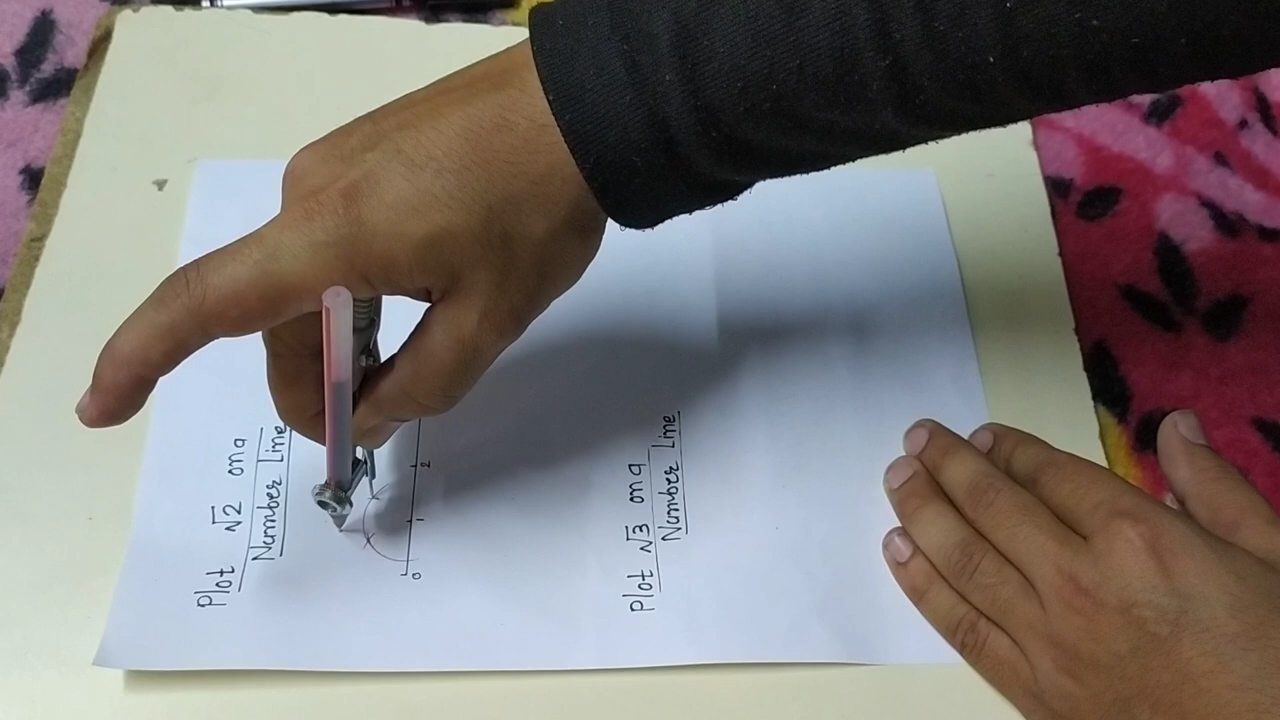 Plot √2 on a
Number Line
0 1 2
Plot √3 on a
Number Line